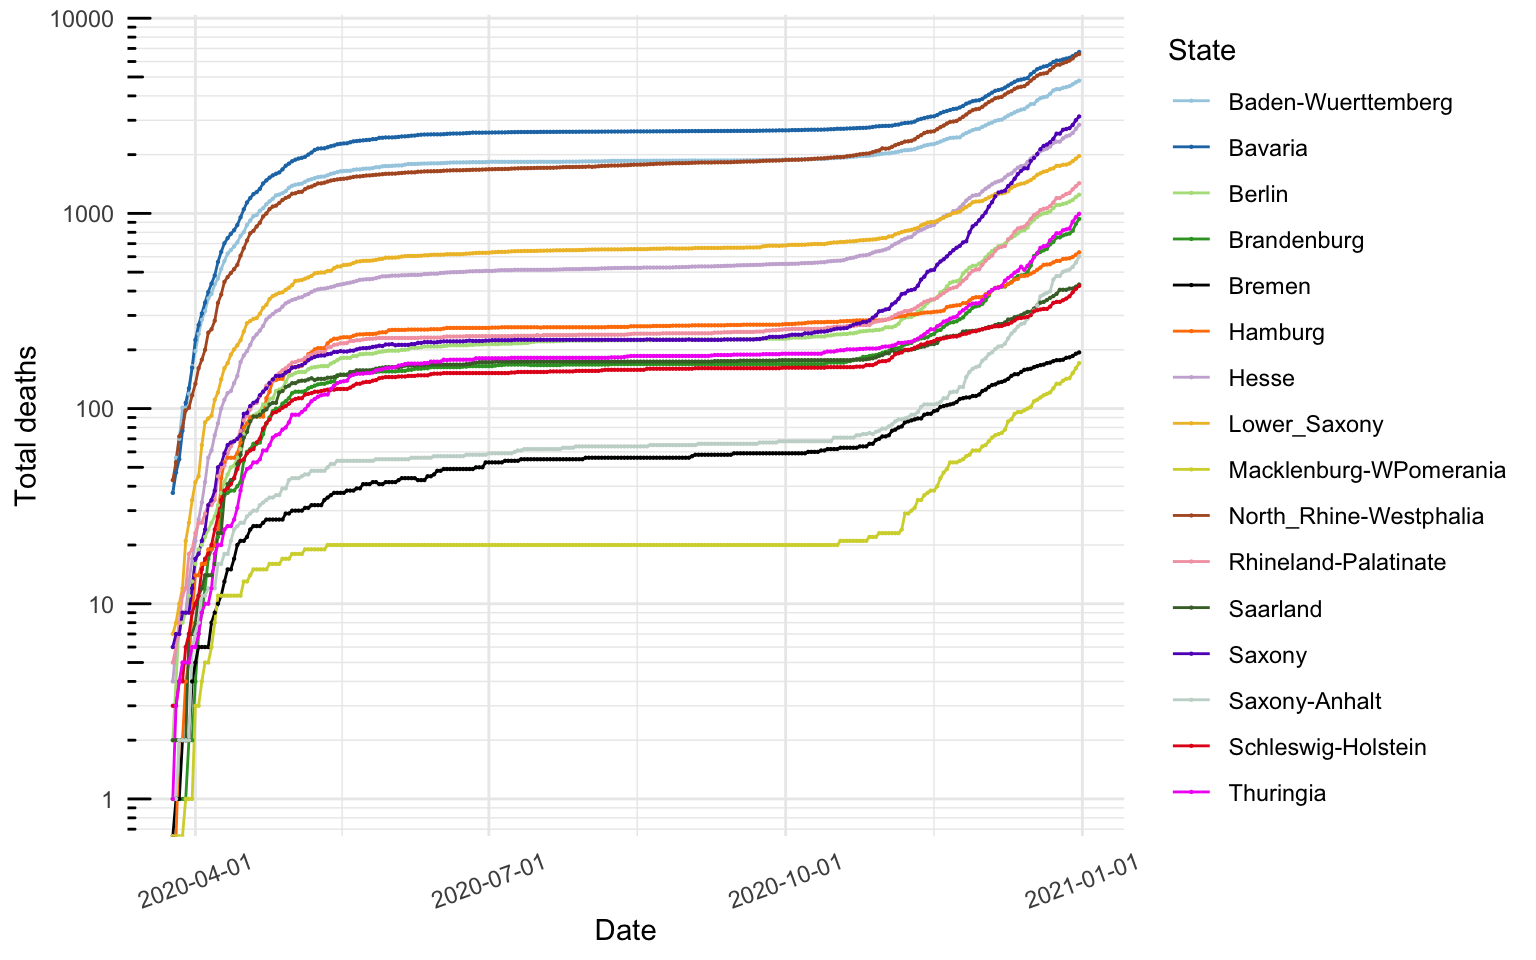 10000
1000
100
10
1
Total deaths
2020-04-01
2020-07-01
2020-10-01
2021-01-01
Date
State
Baden-Wuerttemberg
Bavaria
Berlin
Brandenburg
Bremen
Hamburg
Hesse
Lower_Saxony
Macklenburg-WPomerania
North_Rhine-Westphalia
Rhineland-Palatinate
Saarland
Saxony
Saxony-Anhalt
Schleswig-Holstein
Thuringia